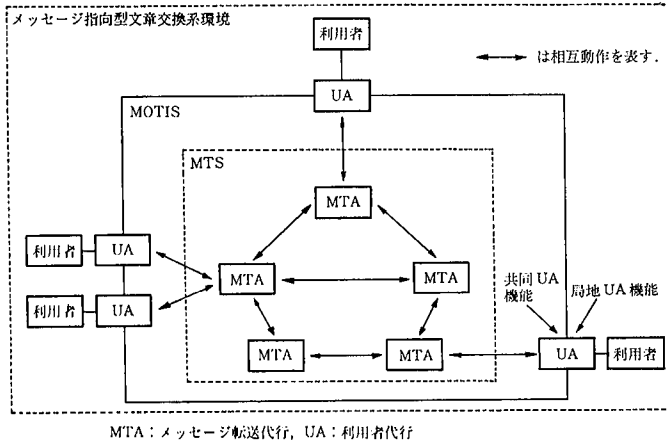 メッセージ指向型文章交換系環境
利用者
は相互動作を表す.
UA
MOTIS
MTS
MTA
利用者
UA
MTA
MTA
共同UA
機能
局地UA機能
利用者
UA
MTA
MTA
UA
利用者
MTA：メッセージ転送代行，UA：利用者代行